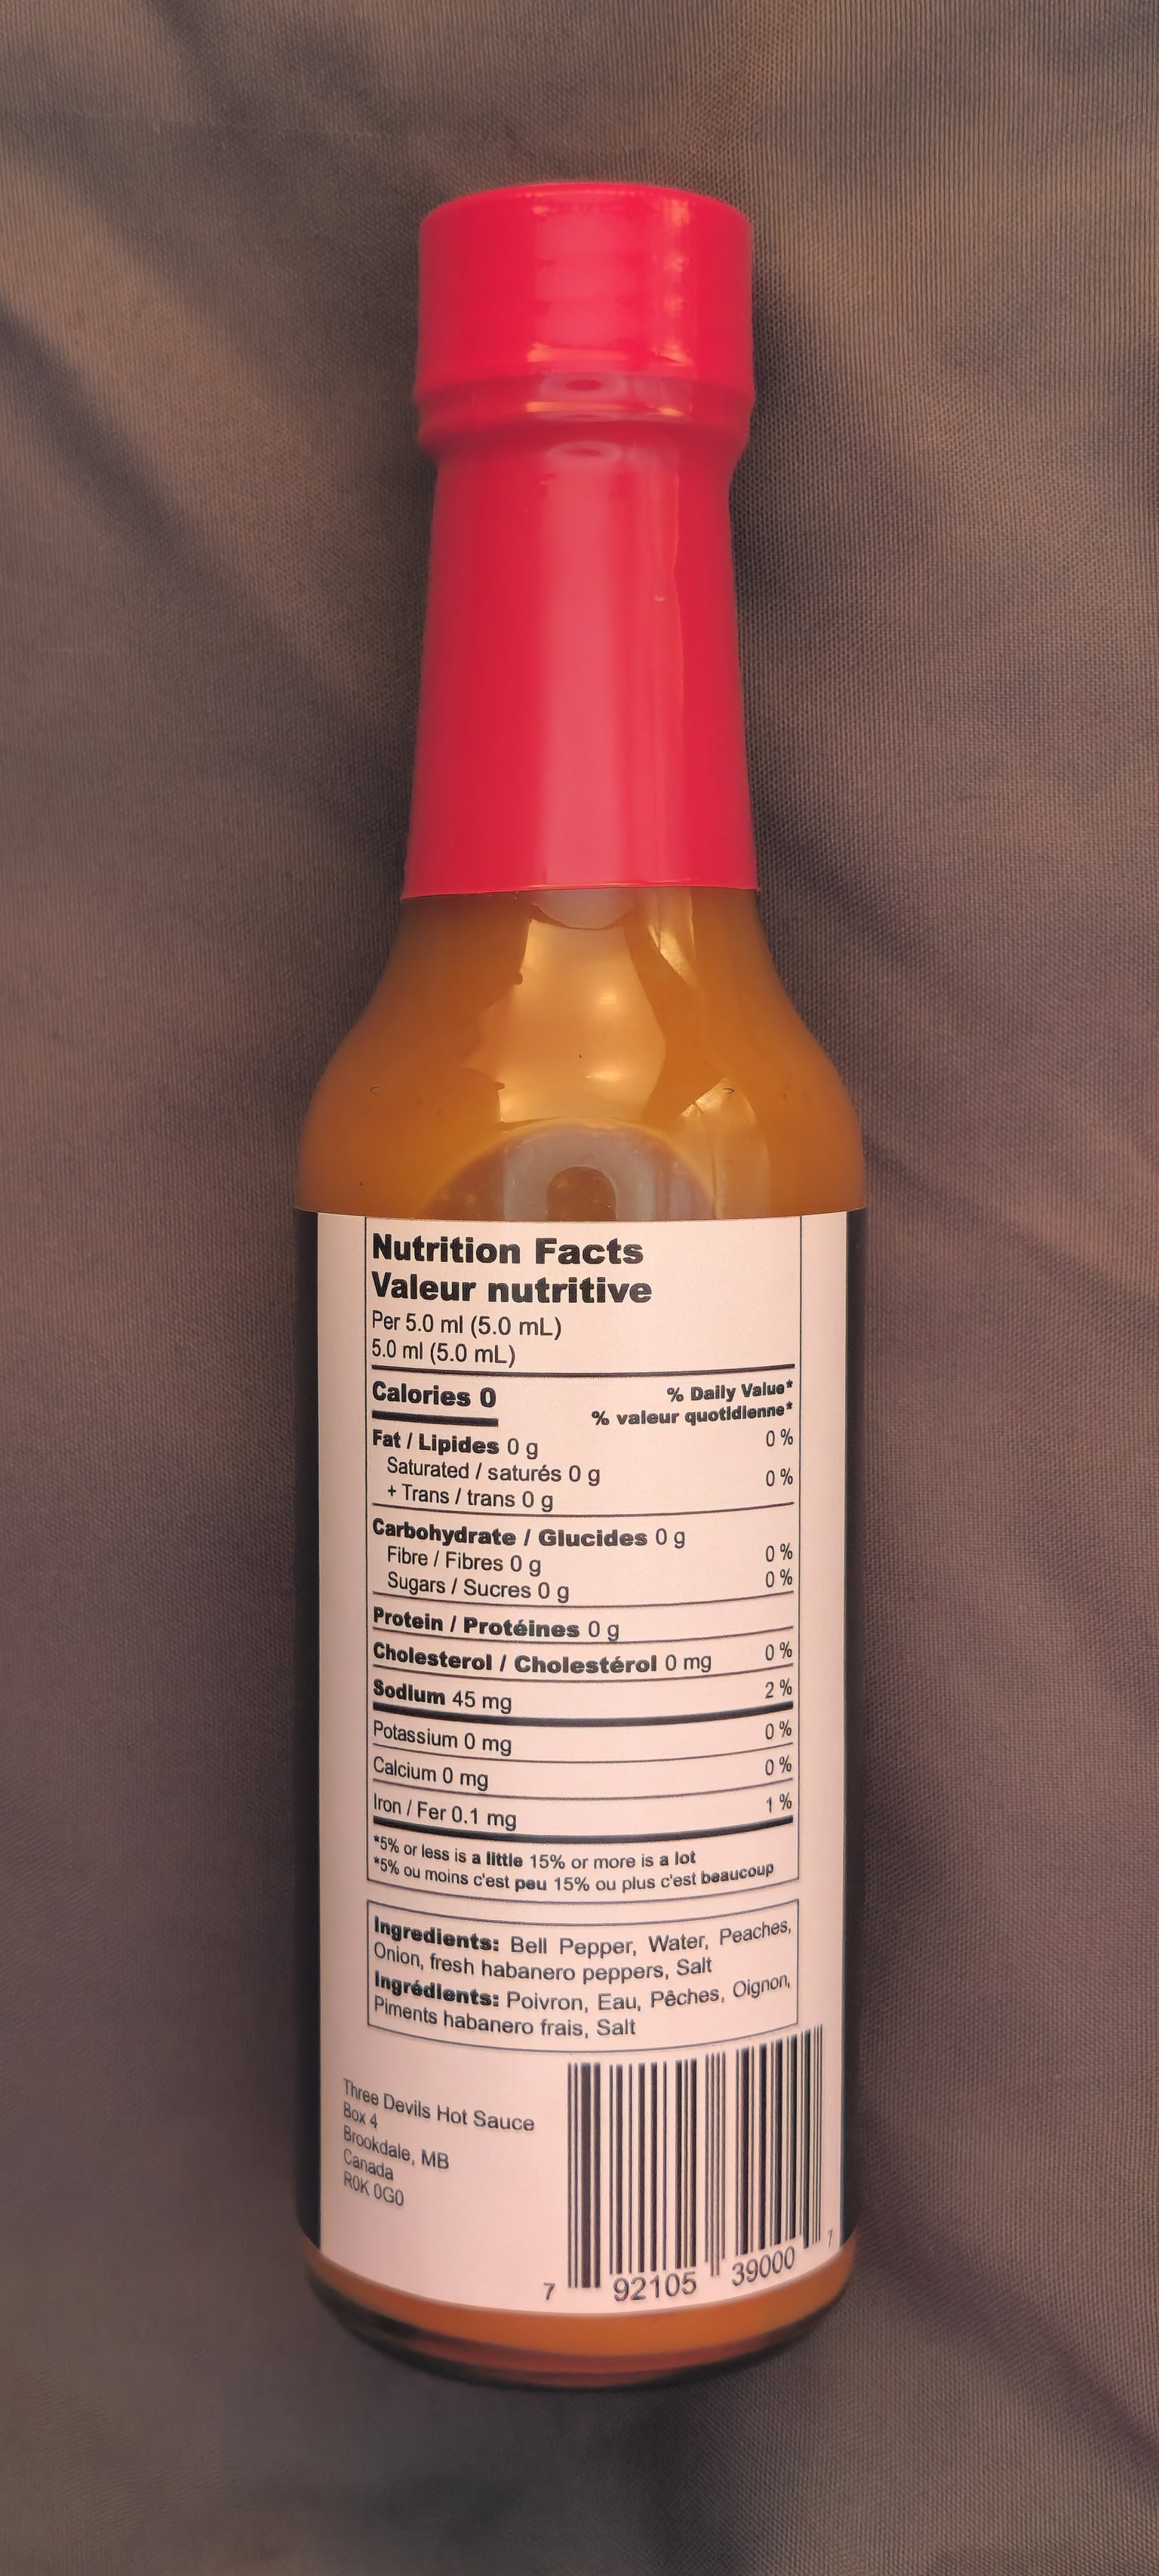 Nutrition Facts
Valeur nutritive
Per 5.0 ml (5.0 mL)
5.0 ml (5.0 mL)
Calories 0
% Daily Value*
% valeur quotidienne*
Fat / Lipides 0 g 0 %
Saturated / saturés 0 g 0 %
+ Trans / trans 0 g
Carbohydrate / Glucides 0 g
Fibre / Fibres 0 g 0 %
Sugars / Sucres 0 g 0 %
Protein / Protéines 0 g
Cholesterol / Cholestérol 0 mg 0 %
Sodium 45 mg 2 %
Potassium 0 mg 0 %
Calcium 0 mg 0 %
Iron / Fer 0.1 mg 1 %
*5% or less is a little 15% or more is a lot
*5% ou moins c'est peu 15% ou plus c'est beaucoup
Ingredients: Bell Pepper, Water, Peaches,
Onion, fresh habanero peppers, Salt
Ingrédients: Poivron, Eau, Pêches, Oignon,
Piments habanero frais, Salt
Three Devils Hot Sauce
Box 4
Brookdale, MB
Canada
R0K 0G0
7 92105 39000 7